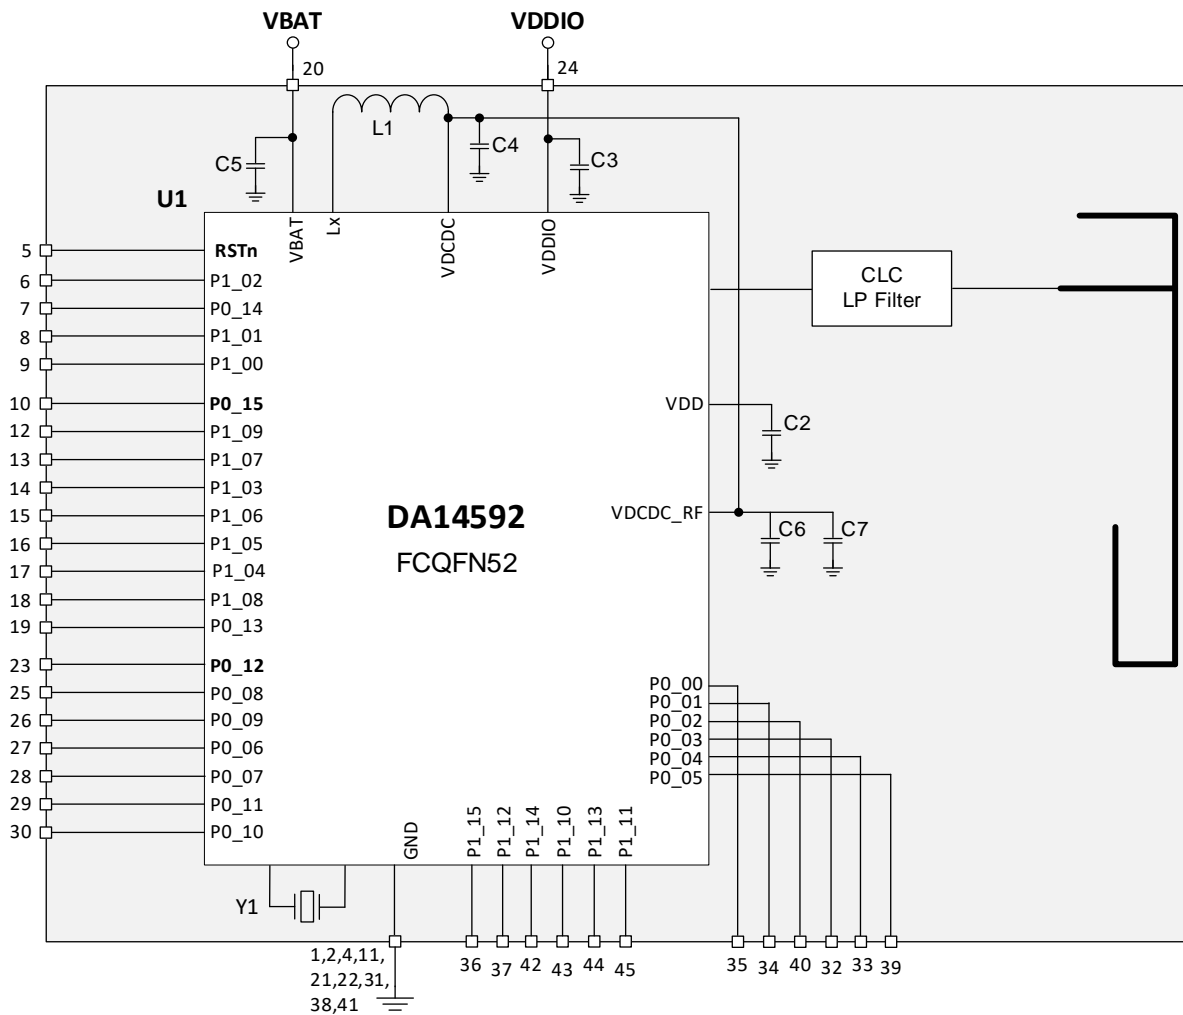 VBAT
VDDIO
20
24
L1
C4
C5
C3
U1
VBAT
Lx
VDCDC
VDDIO
5
RSTn
6
P1_02
7
P0_14
8
P1_01
9
P1_00
10
P0_15
12
P1_09
13
P1_07
14
P1_03
15
P1_06
16
P1_05
17
P1_04
18
P1_08
19
P0_13
23
P0_12
25
P0_08
26
P0_09
27
P0_06
28
P0_07
29
P0_11
30
P0_10
CLC
LP Filter
VDD
C2
DA14592
FCQFN52
VDCDC_RF
C6
C7
P0_00
P0_01
P0_02
P0_03
P0_04
P0_05
GND
P1_15
P1_12
P1_14
P1_10
P1_13
P1_11
Y1
1,2,4,11,
21,22,31,
38,41
36
37
42
43
44
45
35
34
40
32
33
39